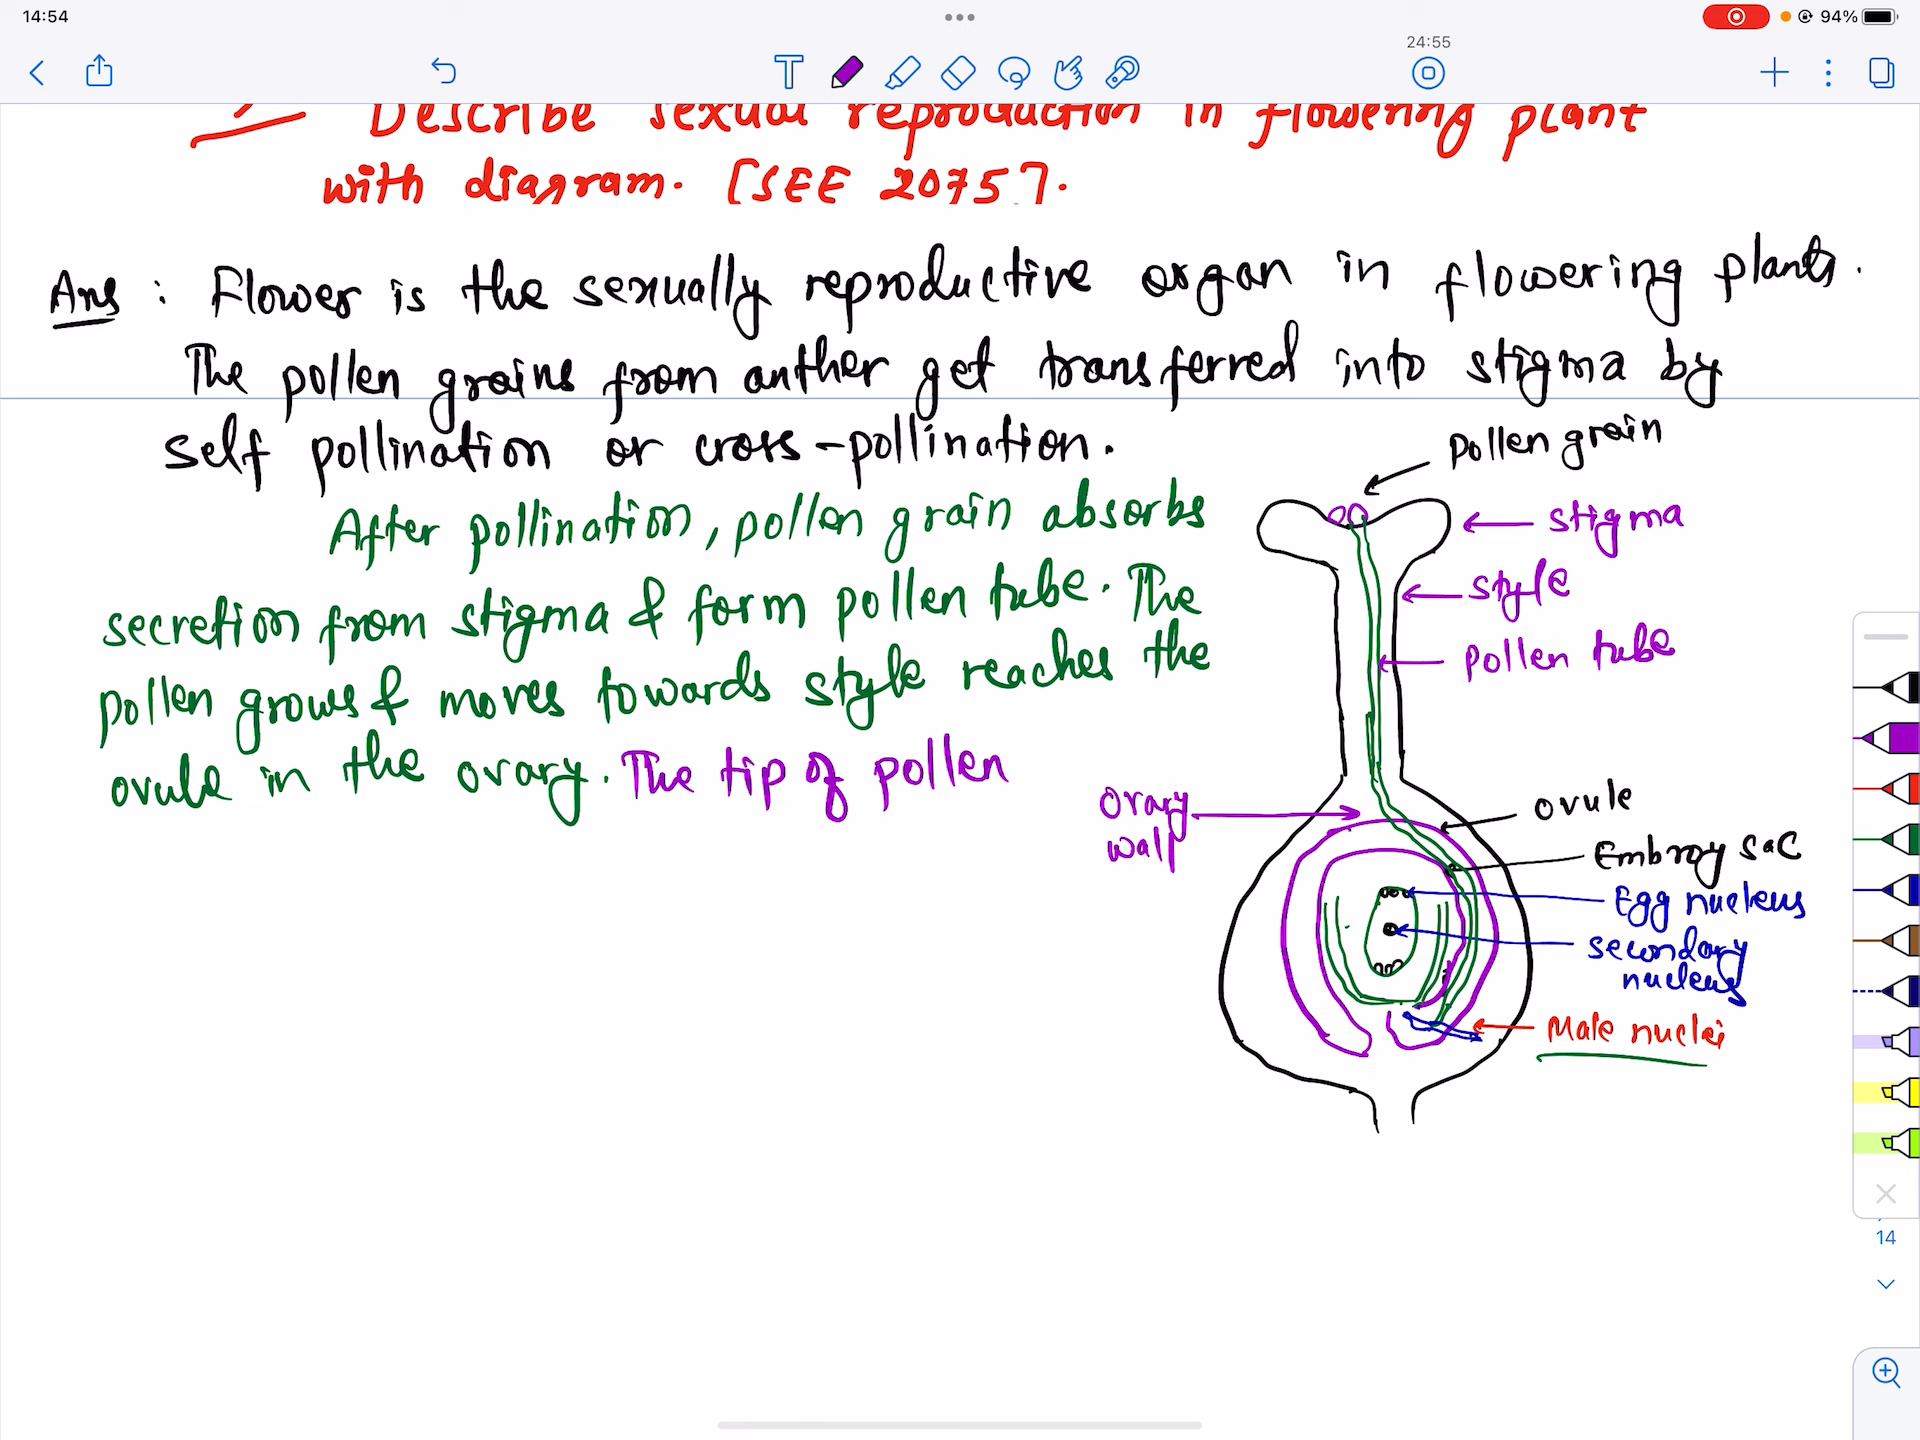 14:54
94%
24:55
Describe sexual reproduction in flowering plant
with diagram. [SEE 2075].
Ans : Flower is the sexually reproductive organ in flowering plants.
The pollen grains from anther get transferred into stigma by
self pollination or cross-pollination.
After pollination, pollen grain absorbs
secretion from stigma & form pollen tube. The
pollen grows & moves towards style reaches the
ovule in the ovary. The tip of pollen
Pollen grain
stigma
style
pollen tube
Ovary
wall
ovule
Embroy sac
Egg nucleus
secondary
nucleus
Male nuclei
14